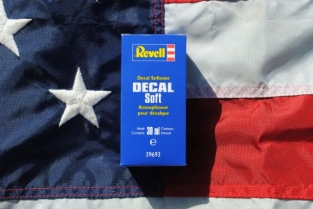 Revell
Decal Softener
DECAL
Soft
Assouplisseur
pour décalque
30 ml
39693